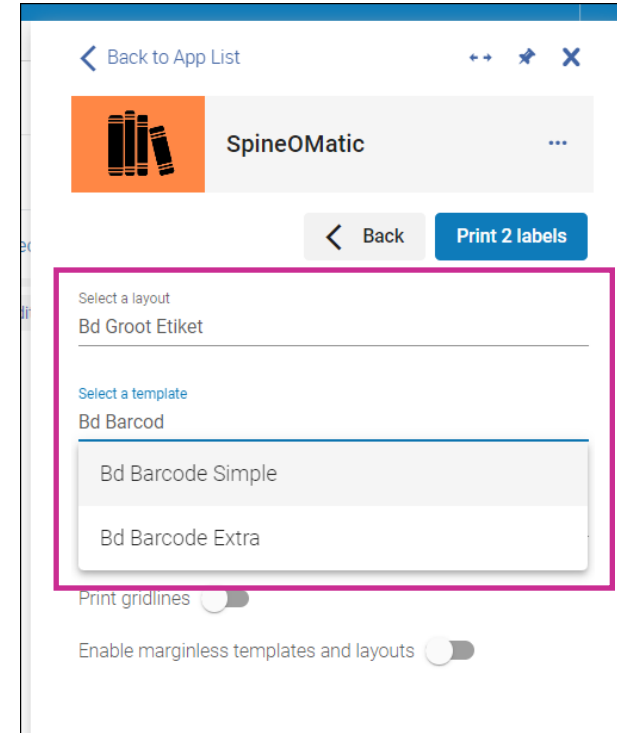 Back to App List
SpineOMatic
Back
Print 2 labels
Select a layout
Bd Groot Etiket
Select a template
Bd Barcod
Bd Barcode Simple
Bd Barcode Extra
Print gridlines
Enable marginless templates and layouts